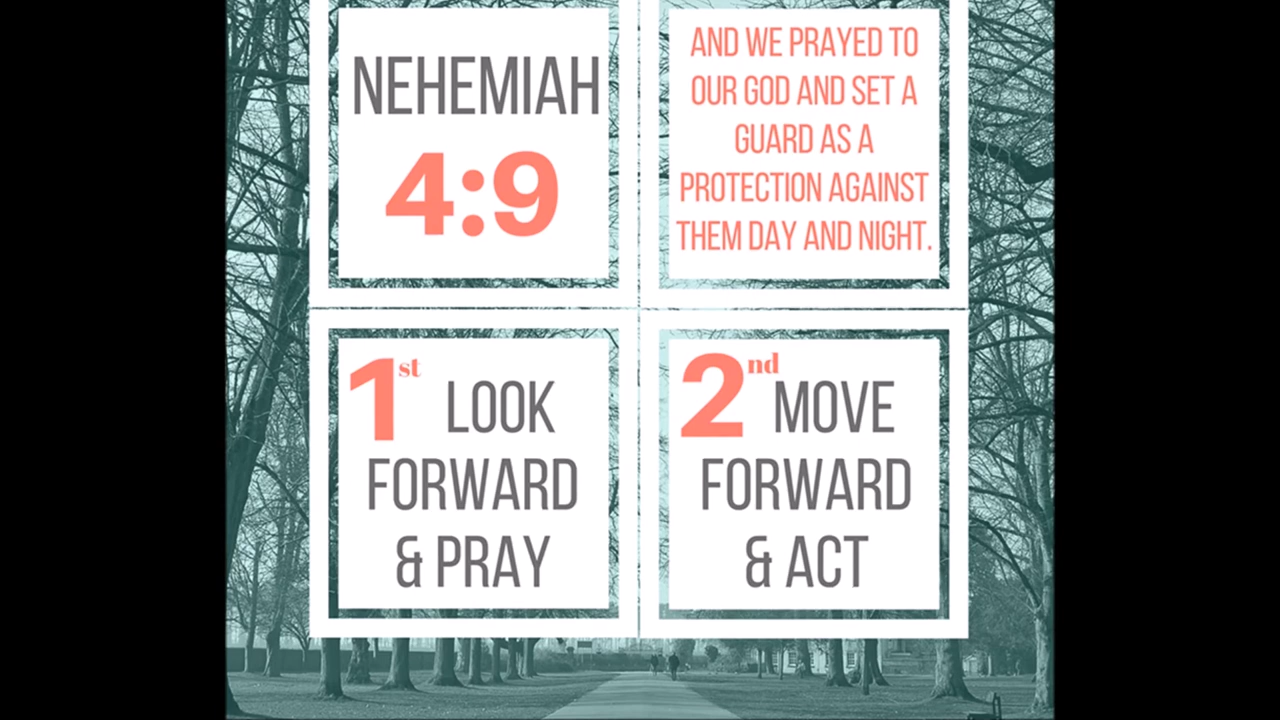 NEHEMIAH
4:9
AND WE PRAYED TO
OUR GOD AND SET A
GUARD AS A
PROTECTION AGAINST
THEM DAY AND NIGHT.
1st LOOK
FORWARD
& PRAY
2nd MOVE
FORWARD
& ACT